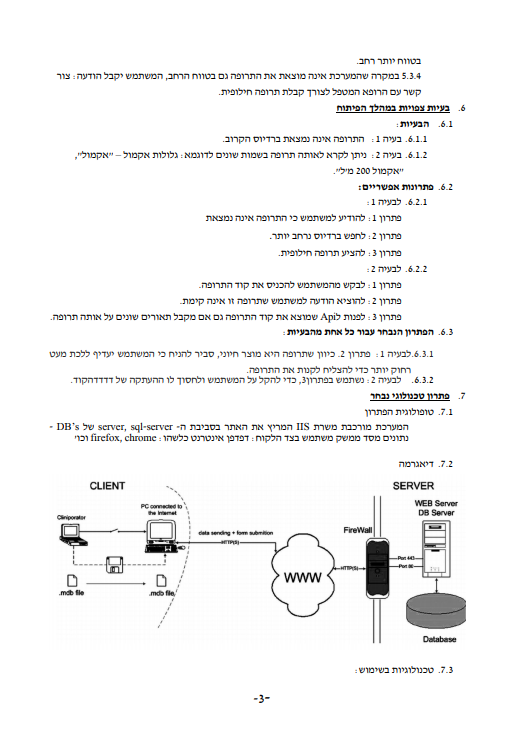 בטווח יותר רחב.
5.3.4 במקרה שהמערכת אינה מוצאת את התרופה גם בטווח הרחב, המשתמש יקבל הודעה: צור
קשר עם הרופא המטפל לצורך קבלת תרופה חילופית.
6. בעיות צפויות במהלך הפיתוח
6.1. הבעיות:
6.1.1. בעיה 1: התרופה אינה נמצאת ברדיוס הקרוב.
6.1.2. בעיה 2: ניתן לקרא לאותה תרופה בשמות שונים לדוגמא: גלולות אקמול – "אקמולי",
"אקמול 200 מ"ל".
6.2. פתרונות אפשריים:
6.2.1. לבעיה 1:
פתרון 1: להודיע למשתמש כי התרופה אינה נמצאת
פתרון 2: לחפש ברדיוס נרחב יותר.
פתרון 3: להציע תרופה חילופית.
6.2.2. לבעיה 2:
פתרון 1: לבקש מהמשתמש להכניס את קוד התרופה.
פתרון 2: להוציא הודעה למשתמש שתרופה זו אינה קימת.
פתרון 3: לפנות לApi שמוצא את קוד התרופה גם אם מקבל תאורים שונים על אותה תרופה.
6.3. הפתרון הנבחר עבור כל אחת מהבעיות:
6.3.1.לבעיה 1: פתרון 2. כיוון שתרופה היא מוצר חיוני, סביר להניח כי המשתמש יעדיף ללכת מעט
רחוק יותר כדי להצליח לקנות את התרופה.
6.3.2. לבעיה 2: נשתמש בפתרון3, כדי להקל על המשתמש ולחסוך לו ההעתקה של דדדדהקוד.
7. פתרון טכנולוגי נבחר
7.1. טופולוגית הפתרון
המערכת מורכבת משרת IIS המריץ את האתר בסביבת ה- server, sql-server של DB's -
נתונים מסד ממשק משתמש בצד הלקוח: דפדפן אינטרנט כלשהו: firefox, chrome וכו'
7.2. דיאגרמה
CLIENT
SERVER
WEB Server
DB Server
PC connected to
the Internet
Cliniporator
FireWall
data sending + form submition
HTTP(S)
WWW
HTTP(S)
Port 443
Port 80
.mdb file
.mdb file
Database
7.3. טכנולוגיות בשימוש:
-3-